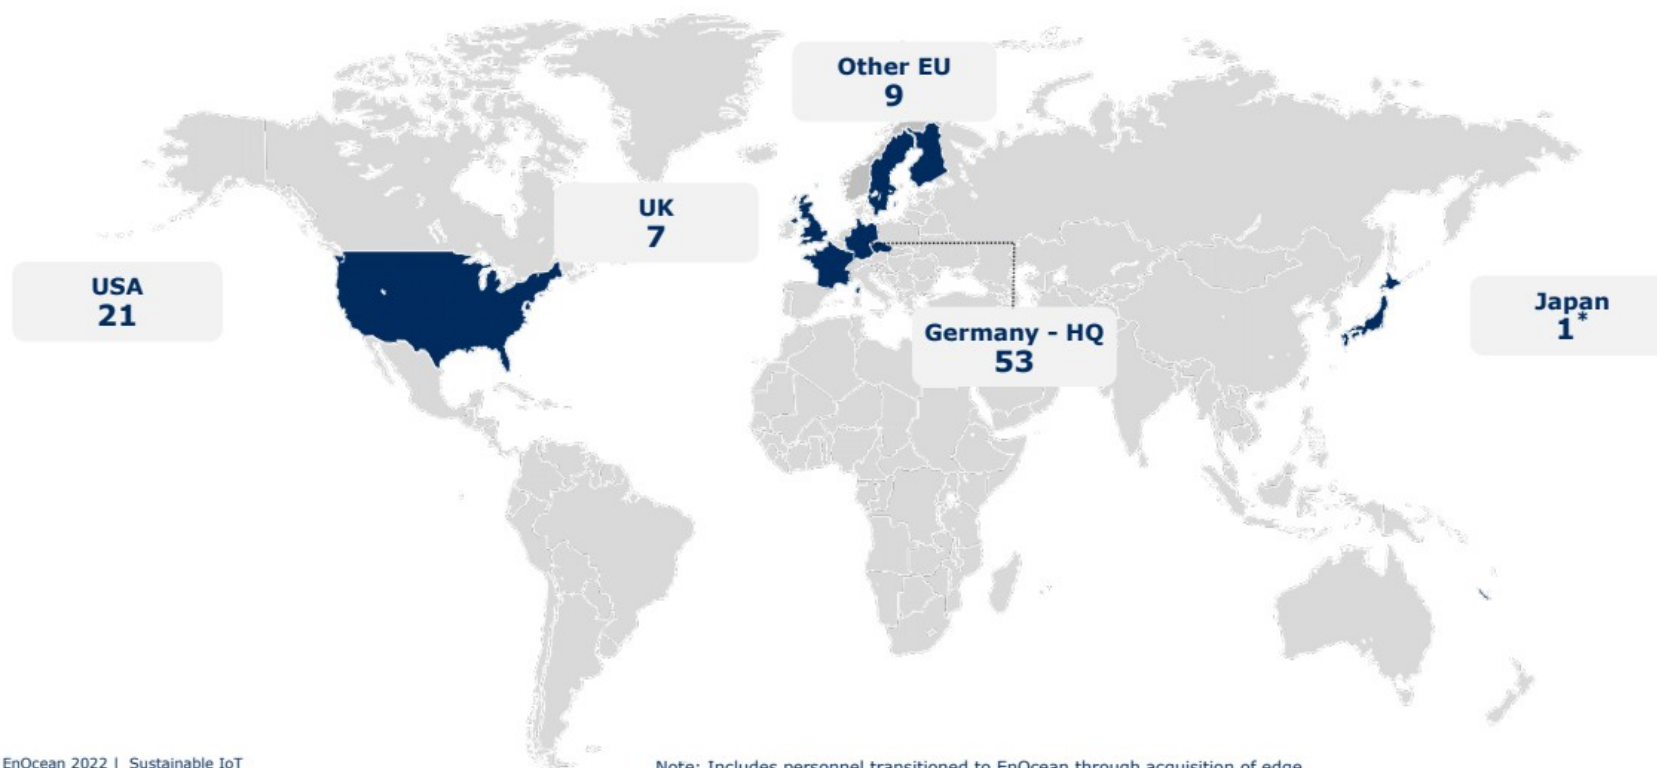 Other EU
9
UK
7
USA
21
Germany - HQ
53
Japan
1*
EnOcean 2022 | Sustainable IoT
Note: Includes personnel transitioned to EnOcean through acquisition of edge